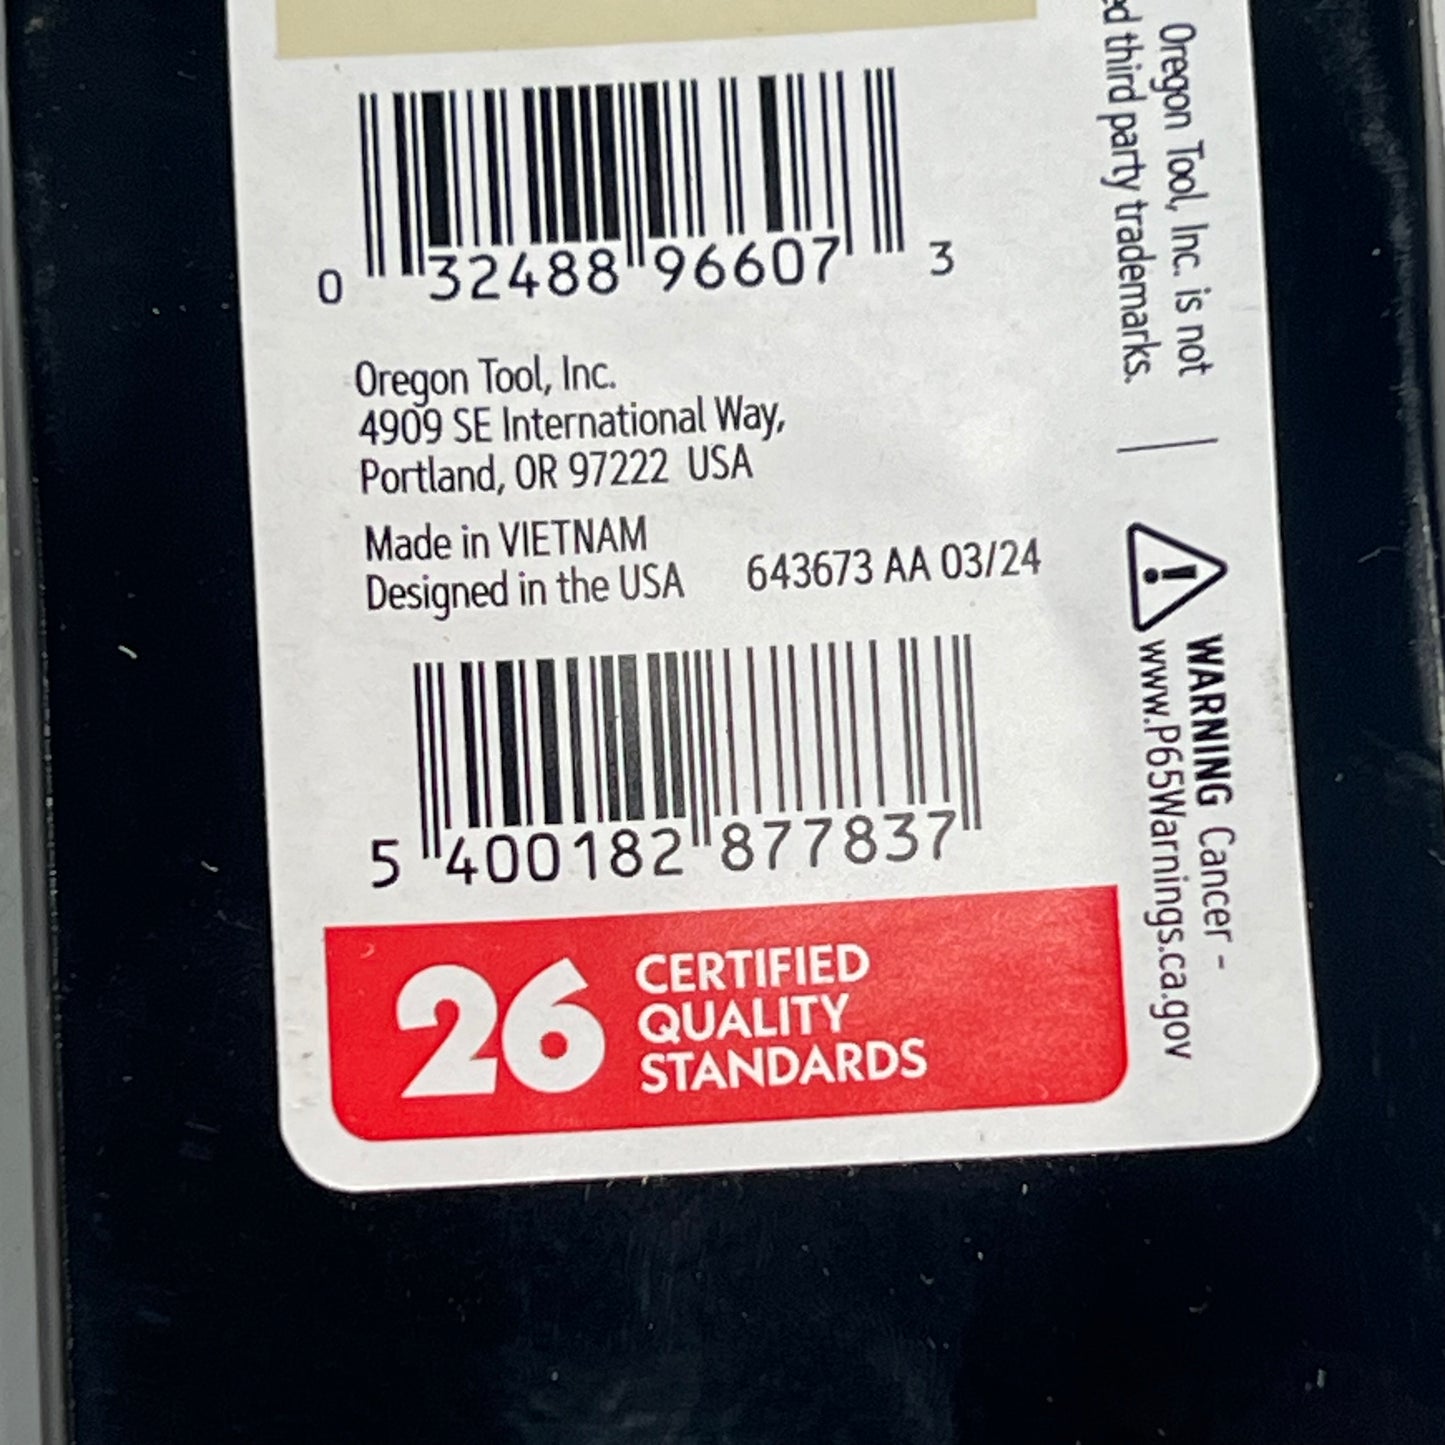 0 32488 96607 3
Oregon Tool, Inc.
4909 SE International Way,
Portland, OR 97222 USA
Made in VIETNAM
Designed in the USA 643673 AA 03/24
5 400182 877837
26 CERTIFIED
QUALITY
STANDARDS
Oregon Tool, Inc. is not
third party trademarks.
WARNING Cancer -
www.P65Warnings.ca.gov